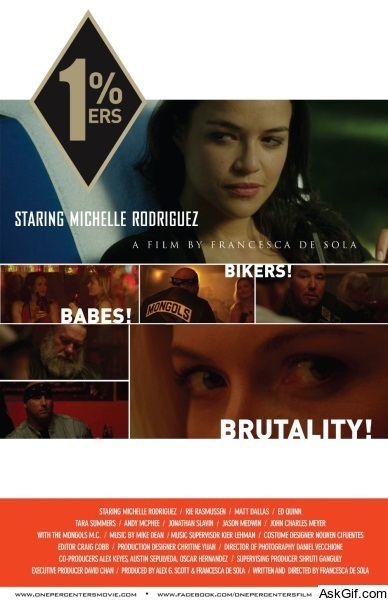 1%
ERS
STARING MICHELLE RODRIGUEZ
A FILM BY FRANCESCA DE SOLA
BIKERS!
MONGOLS
BABES!
BRUTALITY!
STARING MICHELLE RODRIGUEZ / RIE RASMUSSEN / MATT DALLAS / ED QUINN
TARA SUMMERS / ANDY MCPHEE / JONATHAN SLAVIN / JASON MEDWIN / JOHN CHARLES MEYER
WITH THE MONGOLS M.C. / MUSIC BY MIKE DEAN / MUSIC SUPERVISOR KIER LEHMAN / COSTUME DESIGNER NOUVEN CIFUENTES
EDITOR CRAIG COBB / PRODUCTION DESIGNER CHRITINE YUAN / DIRECTOR OF PHOTOGRAPHY DANIEL VECCHIONE
CO-PRODUCERS ALEX KEYES, AUSTIN SEPULVEDA, OSCAR HERNANDEZ / SUPERVISING PRODUCER SHRUTI GANGULY
EXECUTIVE PRODUCER DAVID CHAN / PRODUCED BY ALEX G. SCOTT & FRANCESCA DE SOLA / WRITTEN AND DIRECTED BY FRANCESCA DE SOLA
WWW.ONEPERCENTERSMOVIE.COM • WWW.FACEBOOK.COM/ONEPERCENTERSFILM •
AskGif.com